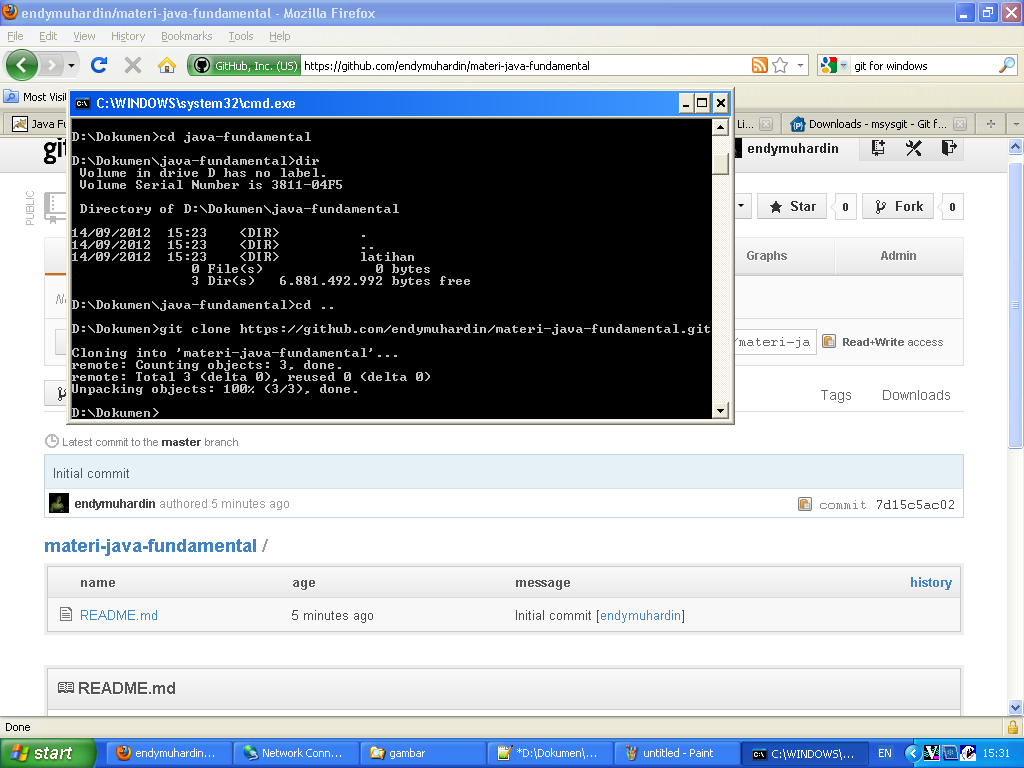 endymuhardin/materi-java-fundamental - Mozilla Firefox
File Edit View History Bookmarks Tools Help
GitHub, Inc. (US) https://github.com/endymuhardin/materi-java-fundamental git for windows
Most Visi
C:\WINDOWS\system32\cmd.exe
Java Fu
Li...
Downloads - msysgit - Git f...
D:\Dokumen>cd java-fundamental
D:\Dokumen\java-fundamental>dir
Volume in drive D has no label.
Volume Serial Number is 3811-04F5
Directory of D:\Dokumen\java-fundamental
14/09/2012 15:23 <DIR> .
14/09/2012 15:23 <DIR> ..
14/09/2012 15:23 <DIR> latihan
0 File(s) 0 bytes
3 Dir(s) 6.881.492.992 bytes free
D:\Dokumen\java-fundamental>cd ..
D:\Dokumen>git clone https://github.com/endymuhardin/materi-java-fundamental.git
Cloning into 'materi-java-fundamental'...
remote: Counting objects: 3, done.
remote: Total 3 (delta 0), reused 0 (delta 0)
Unpacking objects: 100% (3/3), done.
D:\Dokumen>
git
endymuhardin
PUBLIC
Star 0 Fork 0
Graphs Admin
/materi-ja Read+Write access
Tags Downloads
Latest commit to the master branch
Initial commit
endymuhardin authored 5 minutes ago commit 7d15c5ac02
materi-java-fundamental /
name age message history
README.md 5 minutes ago Initial commit [endymuhardin]
README.md
Done
start endymuhardin... Network Conn... gambar *D:\Dokumen\... untitled - Paint C:\WINDOWS\... EN 15:31